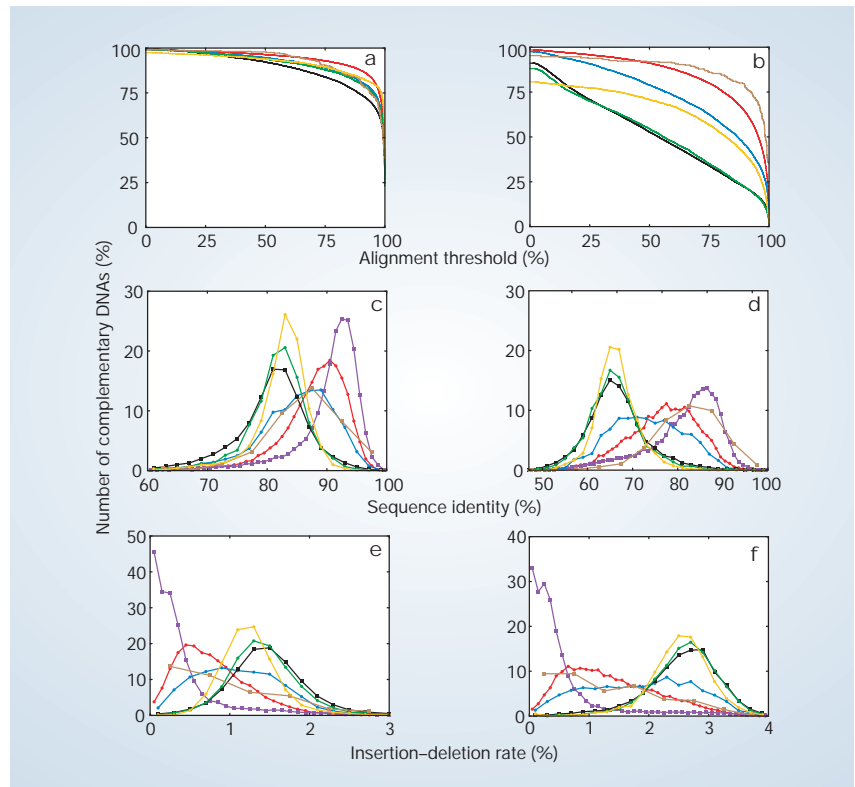 Number of complementary DNAs (%)
a
100
75
50
25
0
0 25 50 75 100
b
100
75
50
25
0
0 25 50 75 100
Alignment threshold (%)
c
30
20
10
0
60 70 80 90 100
d
30
20
10
0
50 60 70 80 90 100
Sequence identity (%)
e
50
40
30
20
10
0
0 1 2 3
f
40
30
20
10
0
0 1 2 3 4
Insertion–deletion rate (%)